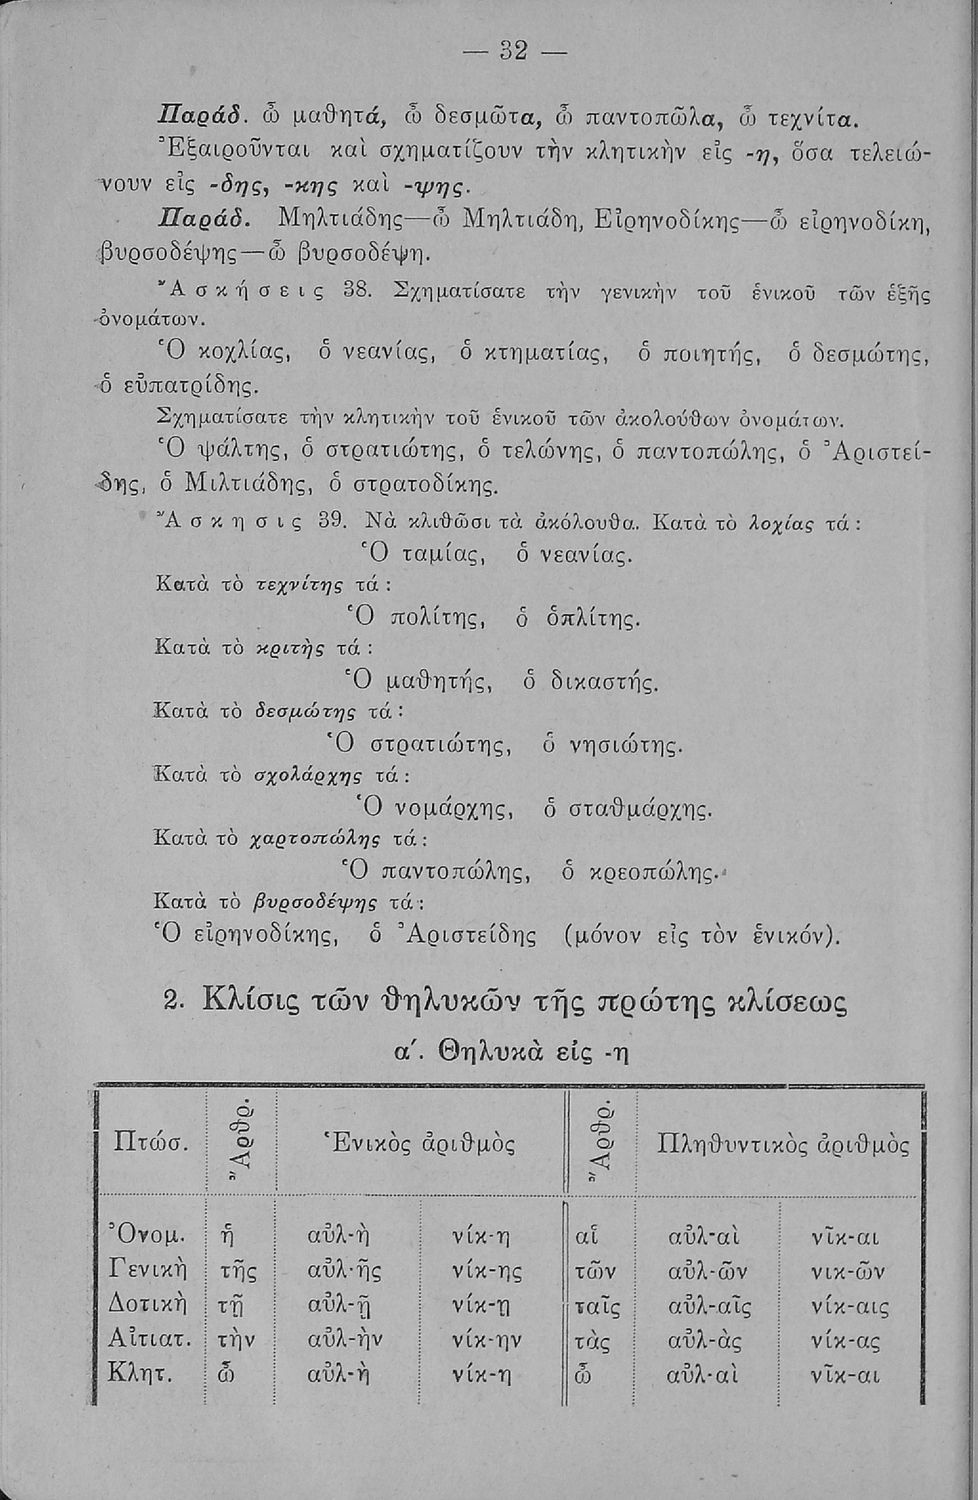 — 32 —
Παράδ. ὦ μαθητά, ὦ δεσμῶτα, ὦ παντοπῶλα, ὦ τεχνίτα.
Ἐξαιροῦνται καὶ σχηματίζουν τὴν κλητικὴν εἰς -η, ὅσα τελειώ-
νουν εἰς -δης, -κης καὶ -ψης.
Παράδ. Μηλτιάδης—ὦ Μηλτιάδη, Εἰρηνοδίκης—ὦ εἰρηνοδίκη,
βυρσοδέψης—ὦ βυρσοδέψη.
Ἀσκήσεις 38. Σχηματίσατε τὴν γενικὴν τοῦ ἑνικοῦ τῶν ἑξῆς
ὀνομάτων.
Ὁ κοχλίας, ὁ νεανίας, ὁ κτηματίας, ὁ ποιητής, ὁ δεσμώτης,
ὁ εὐπατρίδης.
Σχηματίσατε τὴν κλητικὴν τοῦ ἑνικοῦ τῶν ἀκολούθων ὀνομάτων.
Ὁ ψάλτης, ὁ στρατιώτης, ὁ τελώνης, ὁ παντοπώλης, ὁ Ἀριστεί-
δης, ὁ Μιλτιάδης, ὁ στρατοδίκης.
Ἄσκησις 39. Νὰ κλιθῶσι τὰ ἀκόλουθα. Κατὰ τὸ λοχίας τά :
Ὁ ταμίας, ὁ νεανίας.
Κατὰ τὸ τεχνίτης τά :
Ὁ πολίτης, ὁ ὁπλίτης.
Κατὰ τὸ κριτὴς τά :
Ὁ μαθητής, ὁ δικαστής.
Κατὰ τὸ δεσμώτης τά :
Ὁ στρατιώτης, ὁ νησιώτης.
Κατὰ τὸ σχολάρχης τά :
Ὁ νομάρχης, ὁ σταθμάρχης.
Κατὰ τὸ χαρτοπώλης τά :
Ὁ παντοπώλης, ὁ κρεοπώλης.
Κατὰ τὸ βυρσοδέψης τά :
Ὁ εἰρηνοδίκης, ὁ Ἀριστείδης (μόνον εἰς τὸν ἑνικόν).
2. Κλίσις τῶν θηλυκῶν τῆς πρώτης κλίσεως
α΄. Θηλυκὰ εἰς -η
Πτώσ. Ἄρθρ. Ἑνικὸς ἀριθμὸς Ἄρθρ. Πληθυντικὸς ἀριθμὸς
Ὀνομ. ἡ αὐλ-ὴ νίκ-η αἱ αὐλ-αὶ νῖκ-αι
Γενικὴ τῆς αὐλ-ῆς νίκ-ης τῶν αὐλ-ῶν νικ-ῶν
Δοτικὴ τῇ αὐλ-ῇ νίκ-ῃ ταῖς αὐλ-αῖς νίκ-αις
Αἰτιατ. τὴν αὐλ-ὴν νίκ-ην τὰς αὐλ-ὰς νίκ-ας
Κλητ. ὦ αὐλ-ὴ νίκ-η ὦ αὐλ-αὶ νῖκ-αι